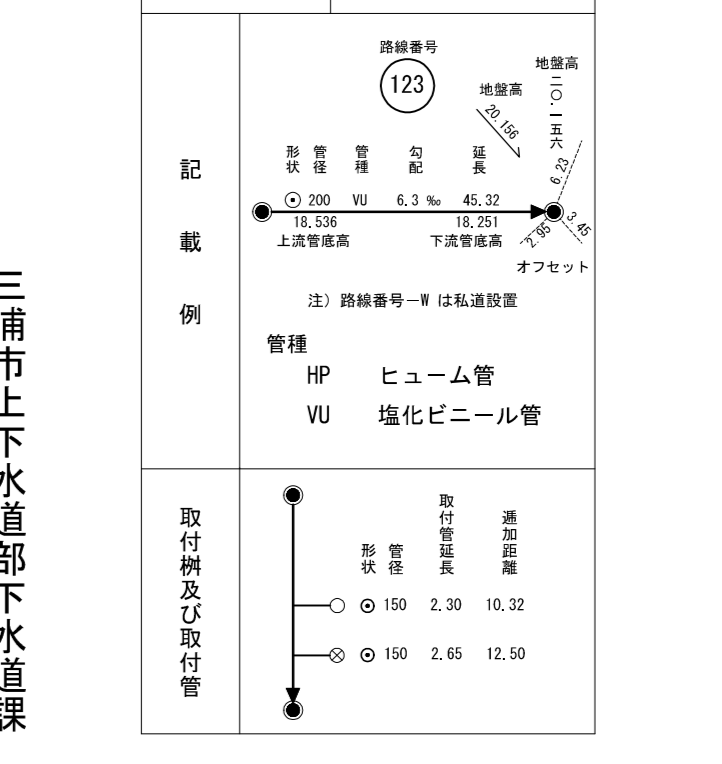 三浦市上下水道部下水道課
記載例
路線番号
123
地盤高
20.156
地盤高
二〇.一五六
形状 管径 管種 勾配 延長
200 VU 6.3 ‰ 45.32
18.536 18.251
上流管底高 下流管底高
6.23
3.45
2.95
オフセット
注) 路線番号-W は私道設置
管種
HP ヒューム管
VU 塩化ビニール管
取付桝及び取付管
形状 管径 取付管延長 逓加距離
150 2.30 10.32
150 2.65 12.50